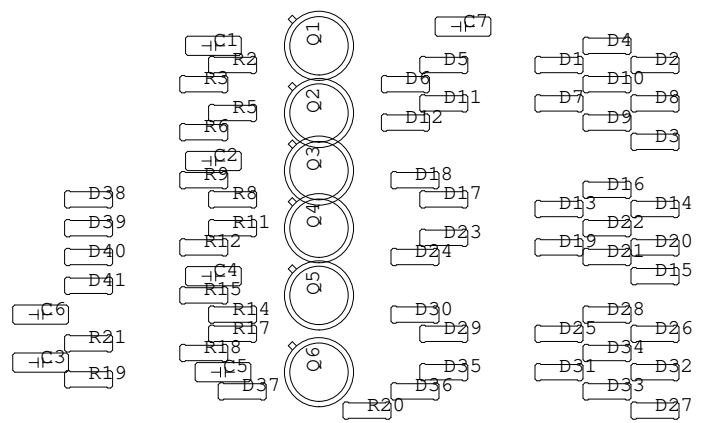 C7
Q1
C1
D4
R2
D5
D1
D2
R3
D6
D10
Q2
D11
D7
D8
R5
D12
D9
R6
D3
Q3
C2
R9
D18
D16
D38
R8
D17
D13
D14
Q4
D39
R11
D22
D23
R12
D19
D20
D40
D24
D21
C4
D15
D41
Q5
R15
C6
R14
D30
D28
R17
D29
D25
D26
R21
R18
D34
Q6
C3
C5
D35
D31
D32
R19
D37
D36
D33
R20
D27